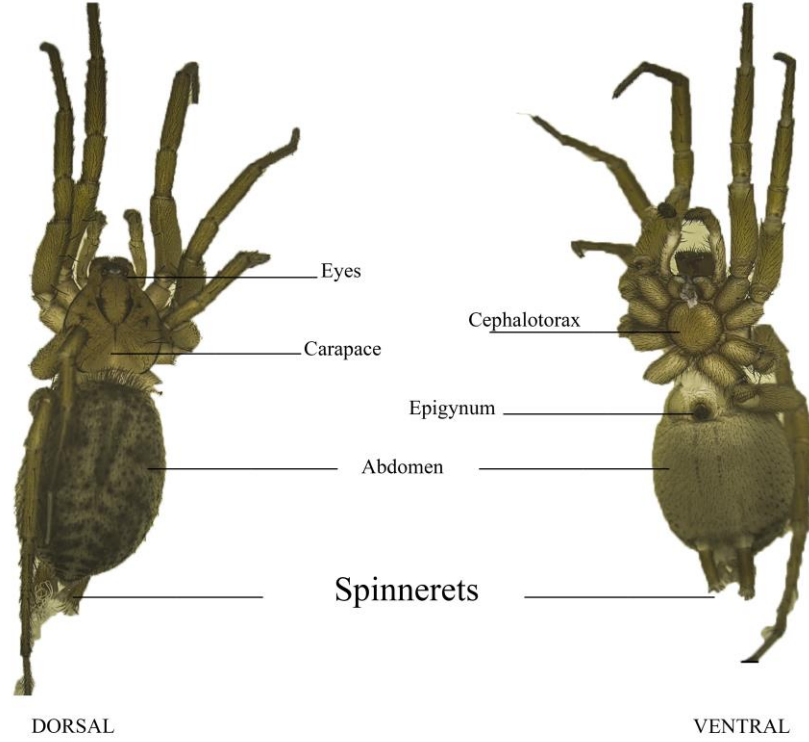 Eyes
Cephalotorax
Carapace
Epigynum
Abdomen
Spinnerets
DORSAL
VENTRAL